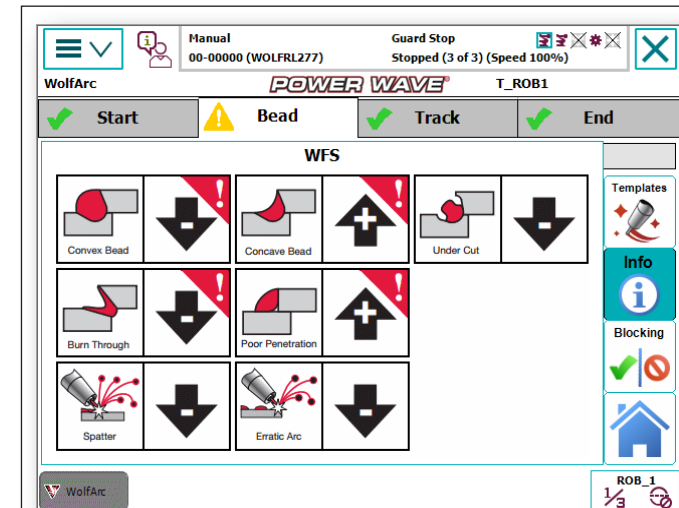 Manual
00-00000 (WOLFRL277)
Guard Stop
Stopped (3 of 3) (Speed 100%)
WolfArc
POWER WAVE®
T_ROB1
Start
Bead
Track
End
WFS
Convex Bead
Concave Bead
Under Cut
Burn Through
Poor Penetration
Spatter
Erratic Arc
Templates
Info
Blocking
WolfArc
ROB_1
1/3